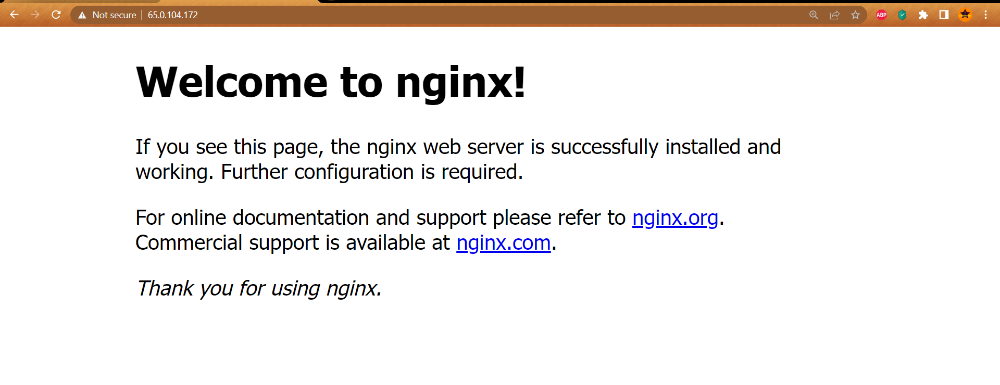 Not secure | 65.0.104.172
ABP
Welcome to nginx!
If you see this page, the nginx web server is successfully installed and
working. Further configuration is required.
For online documentation and support please refer to nginx.org.
Commercial support is available at nginx.com.
Thank you for using nginx.